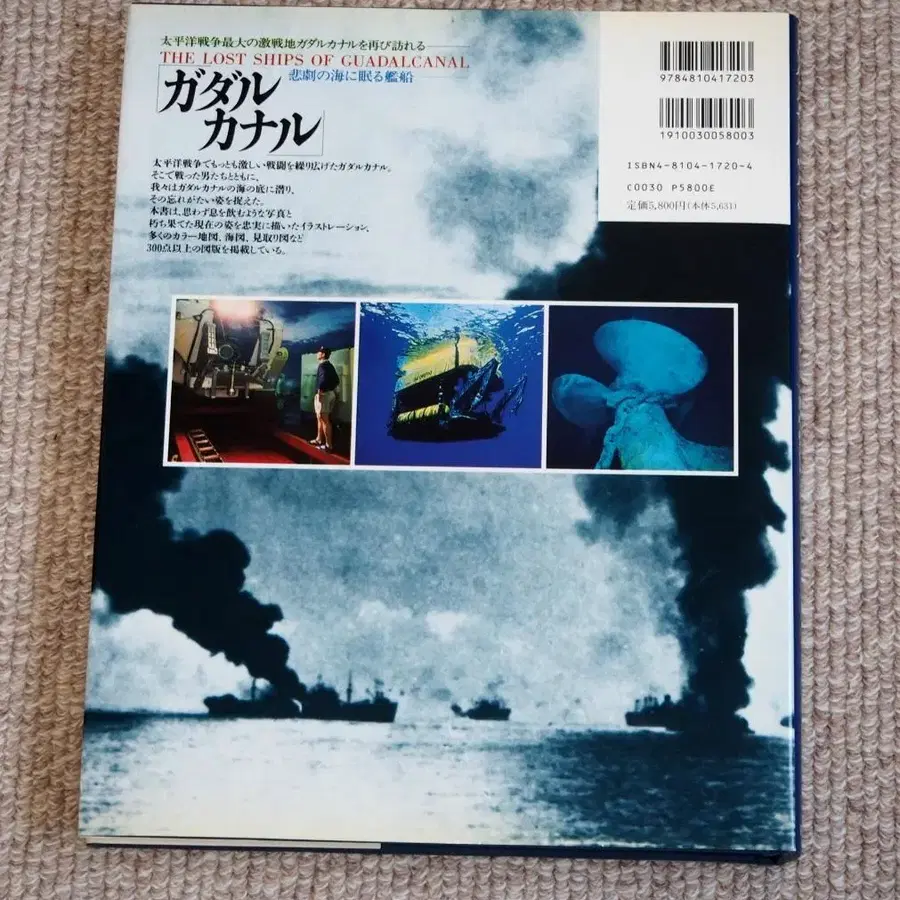 太平洋戦争最大の激戦地ガダルカナルを再び訪れる
THE LOST SHIPS OF GUADALCANAL
悲劇の海に眠る艦船
「ガダル
カナル」
太平洋戦争でもっとも激しい戦闘を繰り広げたガダルカナル。
そこで戦った男たちとともに、
我々はガダルカナルの海の底に潜り、
その忘れがたい姿を捉えた。
本書は、思わず息を飲むような写真と
朽ち果てた現在の姿を忠実に描いたイラストレーション、
多くのカラー地図、海図、見取り図など
300点以上の図版を掲載している。
9784810417203
1910030058003
ISBN4-8104-1720-4
C0030 P5800E
定価5,800円(本体5,631)